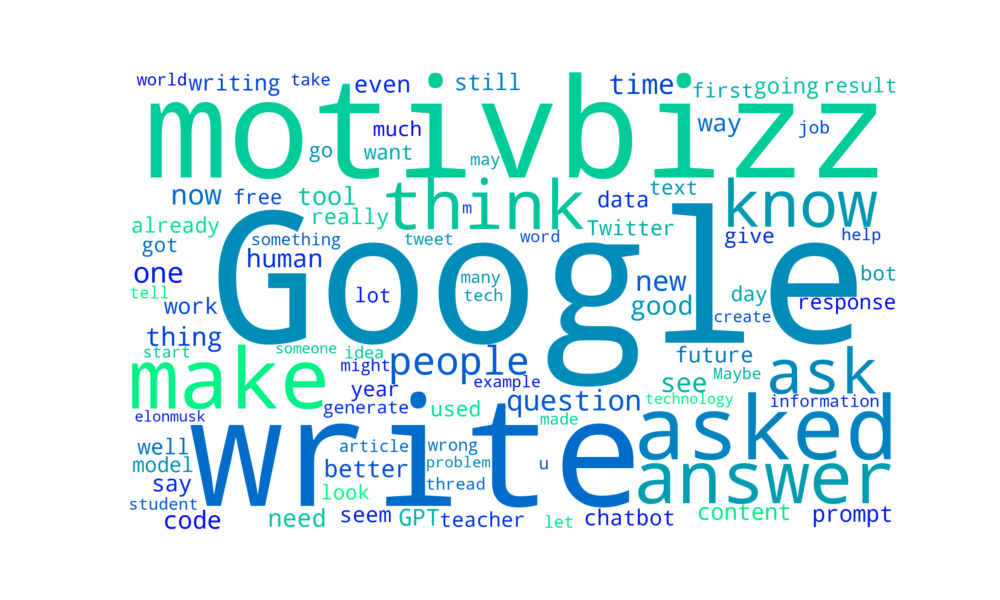 world writing take even still time first going result
motivbizz
much way job
go want may
now free tool think m data text know
already really Twitter
got something tweet word give help
Google
one human many new bot
tell lot tech good day response
work create
thing
start someone idea people future
make might example see Maybe ask
year question technology
elonmusk generate used information
write made asked
well article wrong
model better problem u answer
say look thread
student
code need seem GPT teacher let chatbot content prompt